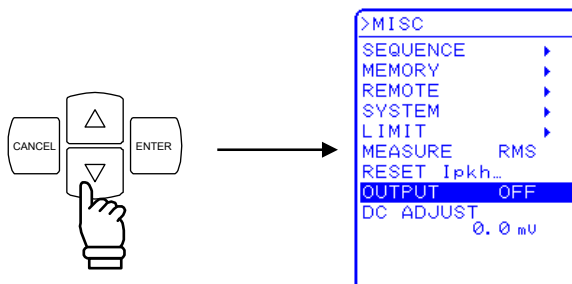 CANCEL
ENTER
>MISC
SEQUENCE
MEMORY
REMOTE
SYSTEM
LIMIT
MEASURE RMS
RESET Ipkh…
OUTPUT OFF
DC ADJUST
0.0 mV